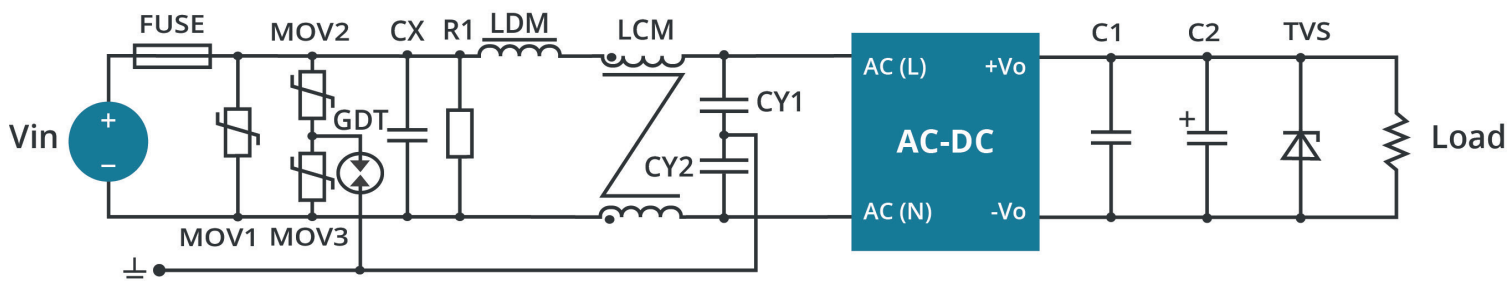 FUSE
MOV2
CX
R1
LDM
LCM
C1
C2
TVS
AC (L)
+Vo
CY1
GDT
Vin
+
−
AC-DC
+
Load
CY2
AC (N)
-Vo
MOV1
MOV3